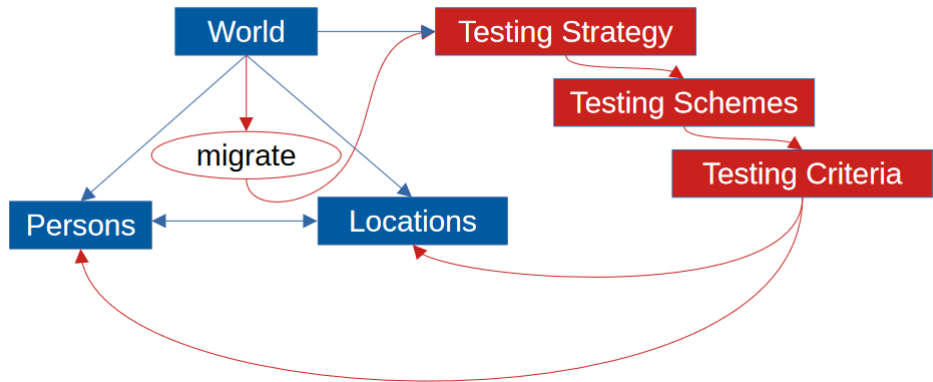 World
Testing Strategy
Testing Schemes
migrate
Testing Criteria
Persons
Locations